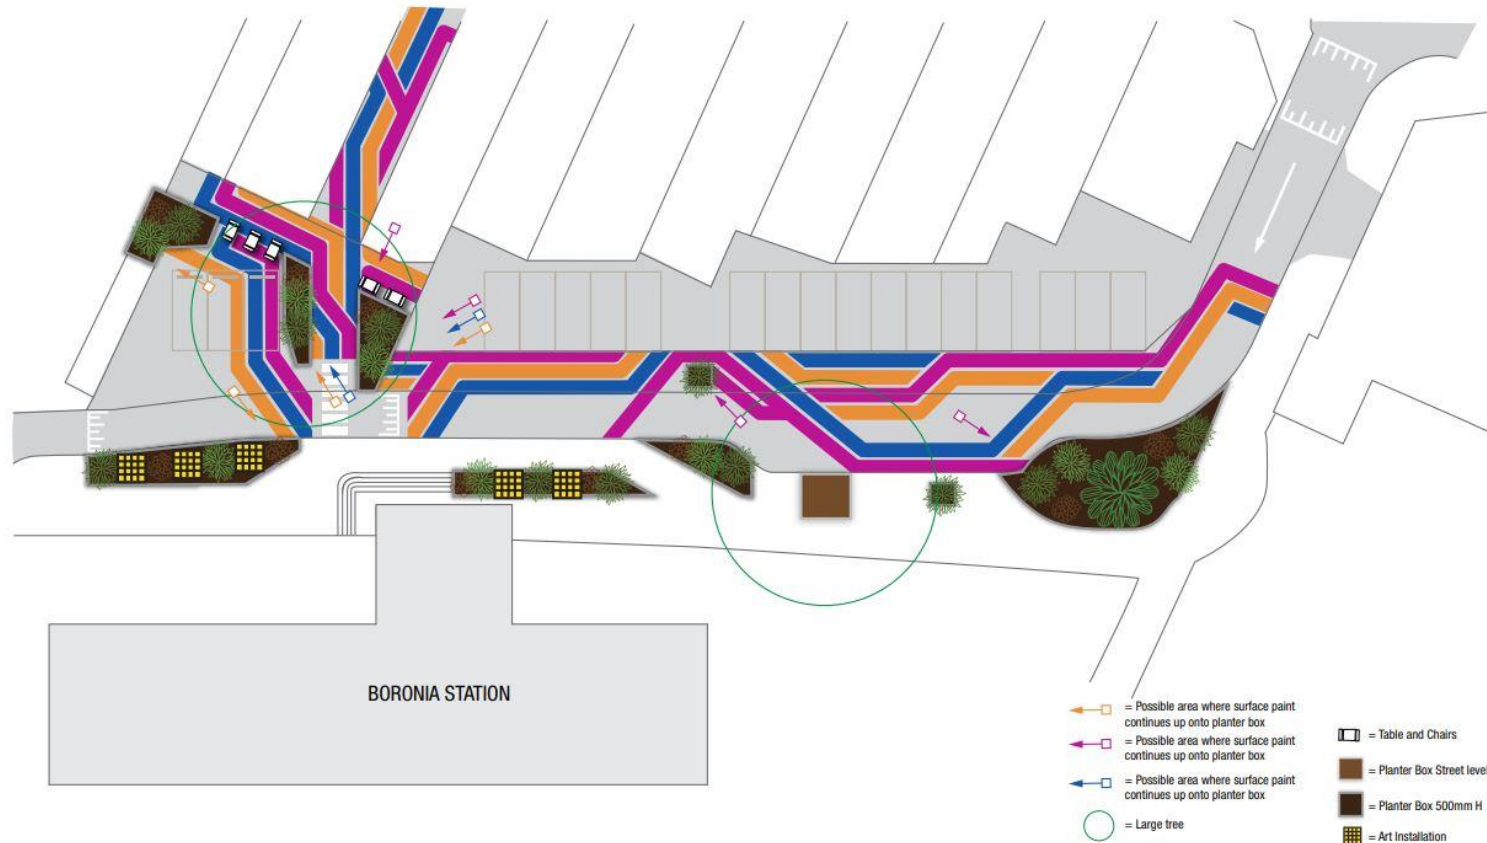 BORONIA STATION
= Possible area where surface paint
continues up onto planter box
= Possible area where surface paint
continues up onto planter box
= Possible area where surface paint
continues up onto planter box
= Large tree
= Table and Chairs
= Planter Box Street level
= Planter Box 500mm H
= Art Installation